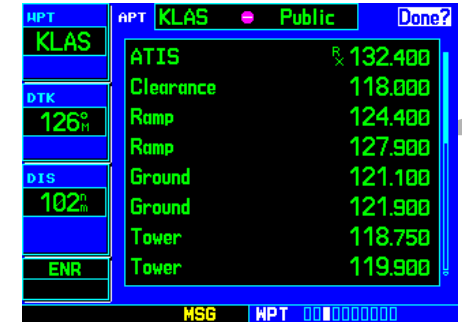 WPT
KLAS
DTK
126°M
DIS
102nm
ENR
APT KLAS Public Done?
ATIS Rx 132.400
Clearance 118.000
Ramp 124.400
Ramp 127.900
Ground 121.100
Ground 121.900
Tower 118.750
Tower 119.900
MSG WPT